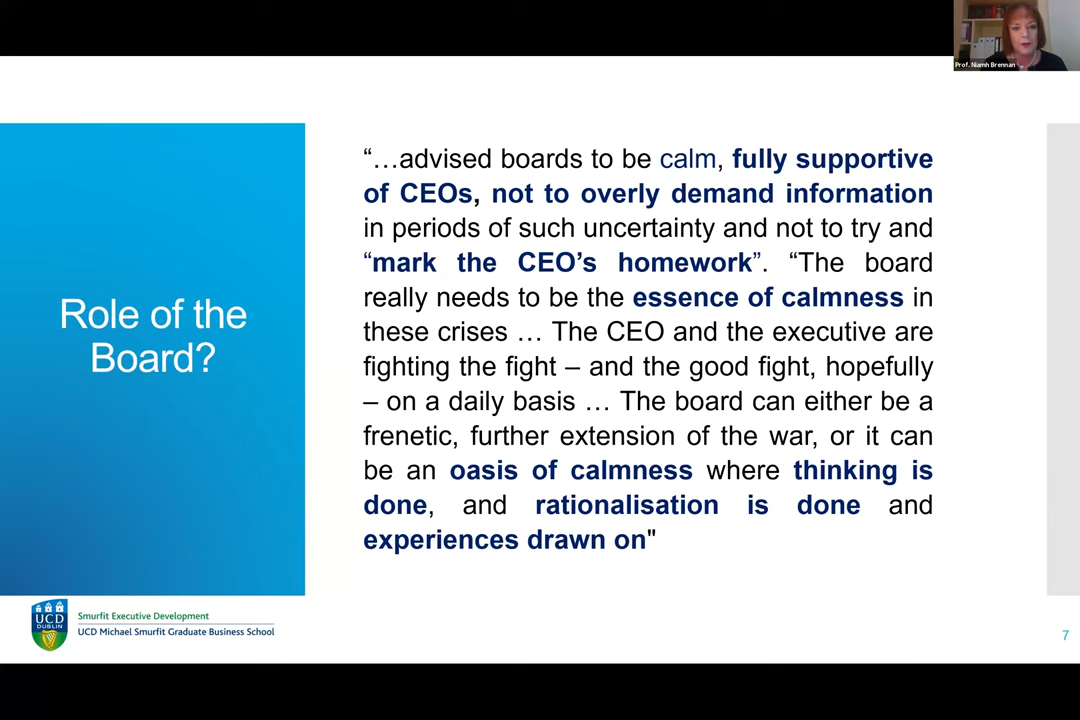 Prof. Niamh Brennan
Role of the
Board?
“…advised boards to be calm, fully supportive
of CEOs, not to overly demand information
in periods of such uncertainty and not to try and
“mark the CEO’s homework”. “The board
really needs to be the essence of calmness in
these crises … The CEO and the executive are
fighting the fight – and the good fight, hopefully
– on a daily basis … The board can either be a
frenetic, further extension of the war, or it can
be an oasis of calmness where thinking is
done, and rationalisation is done and
experiences drawn on"
UCD
DUBLIN
Smurfit Executive Development
UCD Michael Smurfit Graduate Business School
7